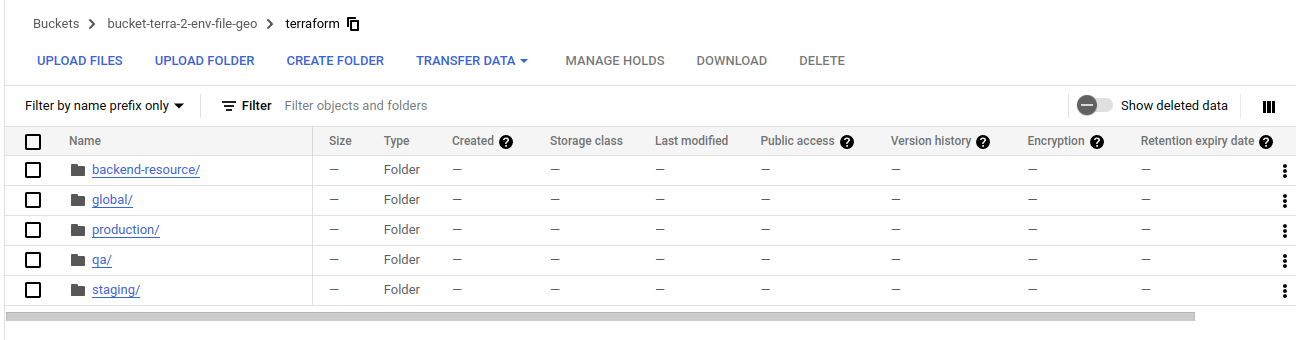 Buckets > bucket-terra-2-env-file-geo > terraform
UPLOAD FILES UPLOAD FOLDER CREATE FOLDER TRANSFER DATA MANAGE HOLDS DOWNLOAD DELETE
Filter by name prefix only Filter Filter objects and folders Show deleted data
Name Size Type Created ? Storage class Last modified Public access ? Version history ? Encryption ? Retention expiry date ?
backend-resource/ — Folder — — — — — — —
global/ — Folder — — — — — — —
production/ — Folder — — — — — — —
qa/ — Folder — — — — — — —
staging/ — Folder — — — — — — —